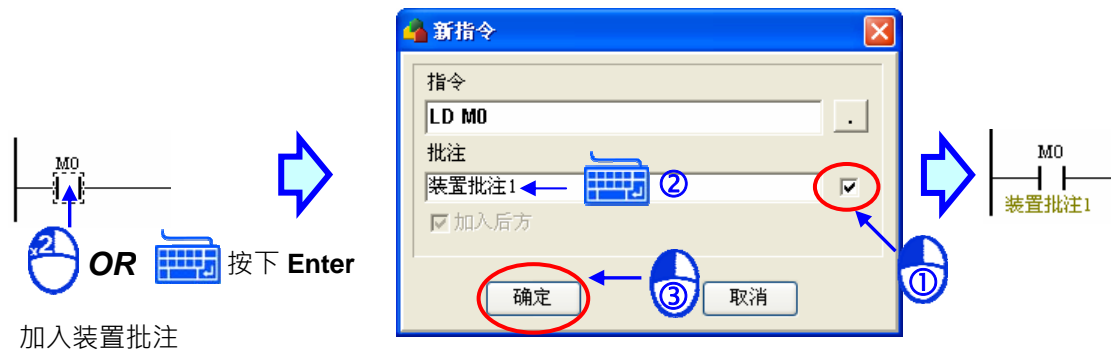 M0
x2
OR
按下 Enter
加入装置批注
新指令
指令
LD M0
.
批注
装置批注1
②
加入后方
①
确定
③
取消
M0
装置批注1